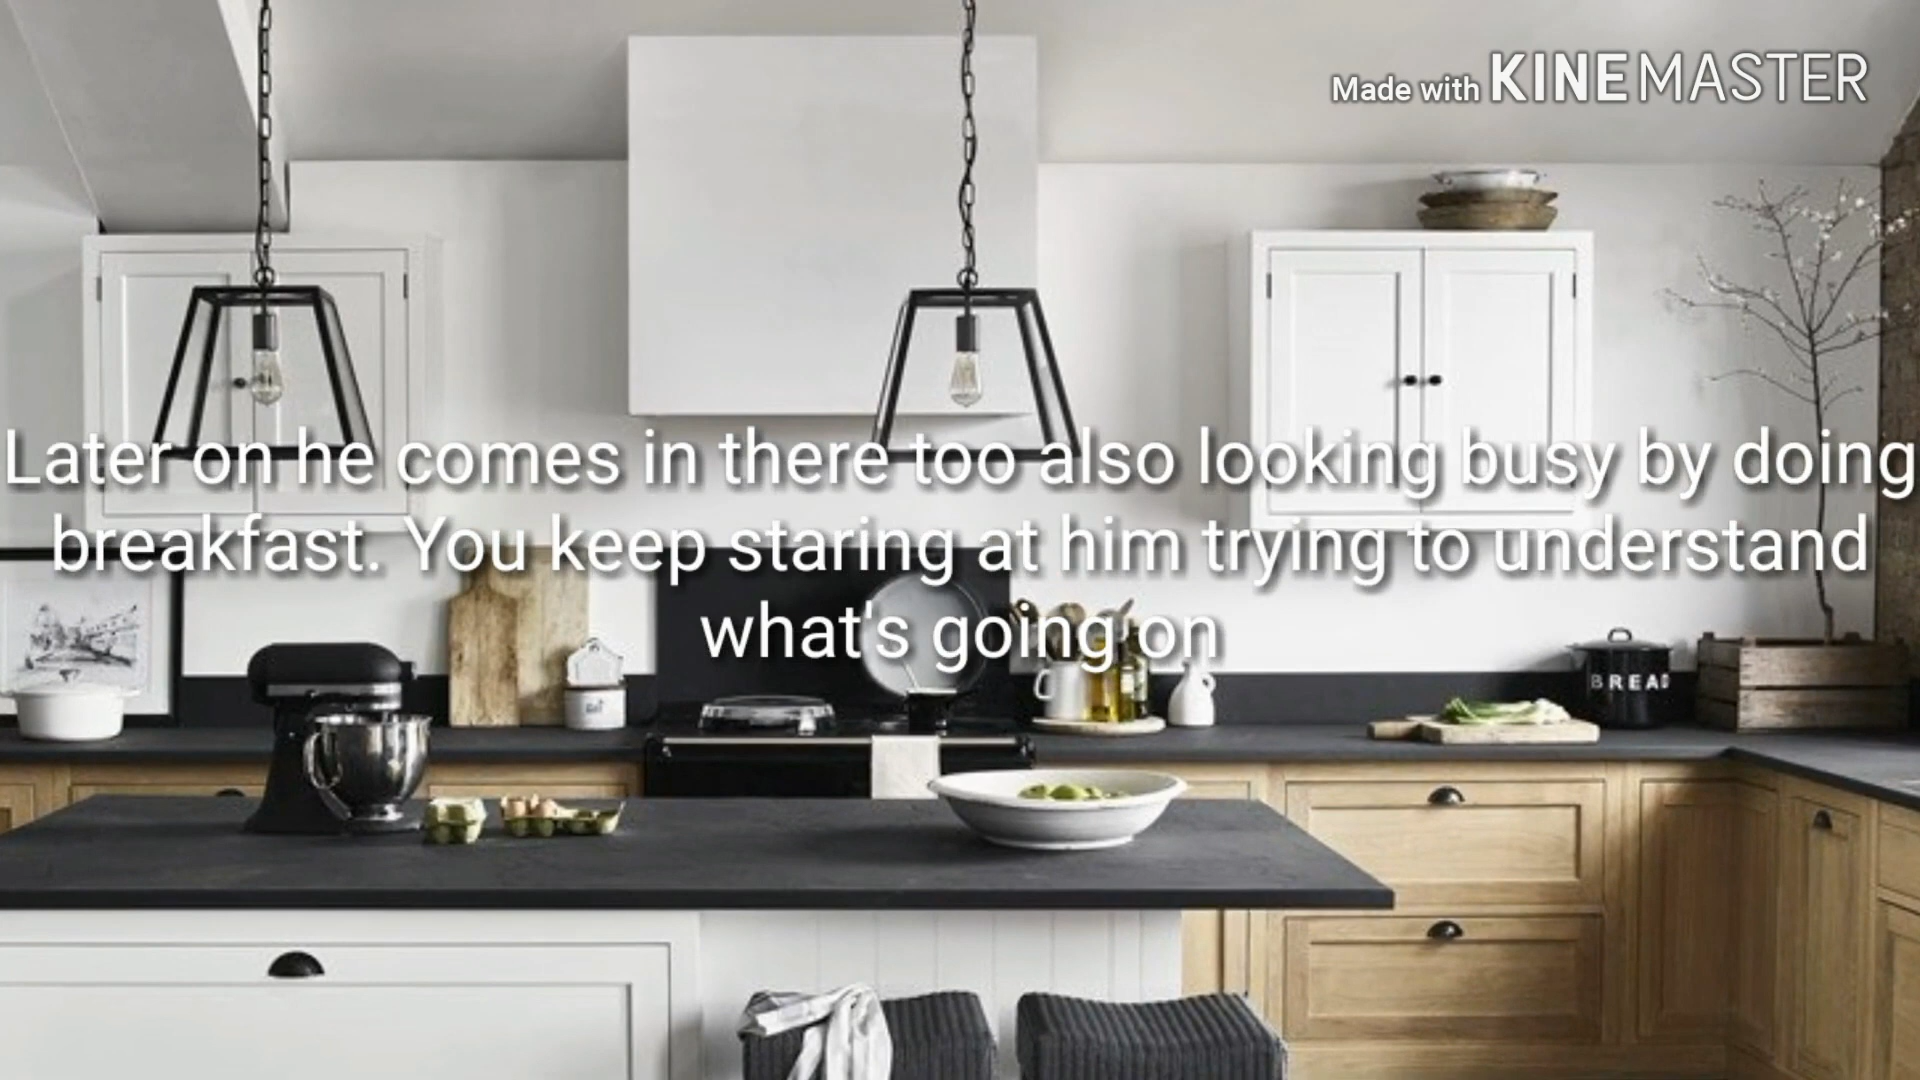 Made with KINEMASTER
Later on he comes in there too also looking busy by doing
breakfast. You keep staring at him trying to understand
what's going on
BREAD